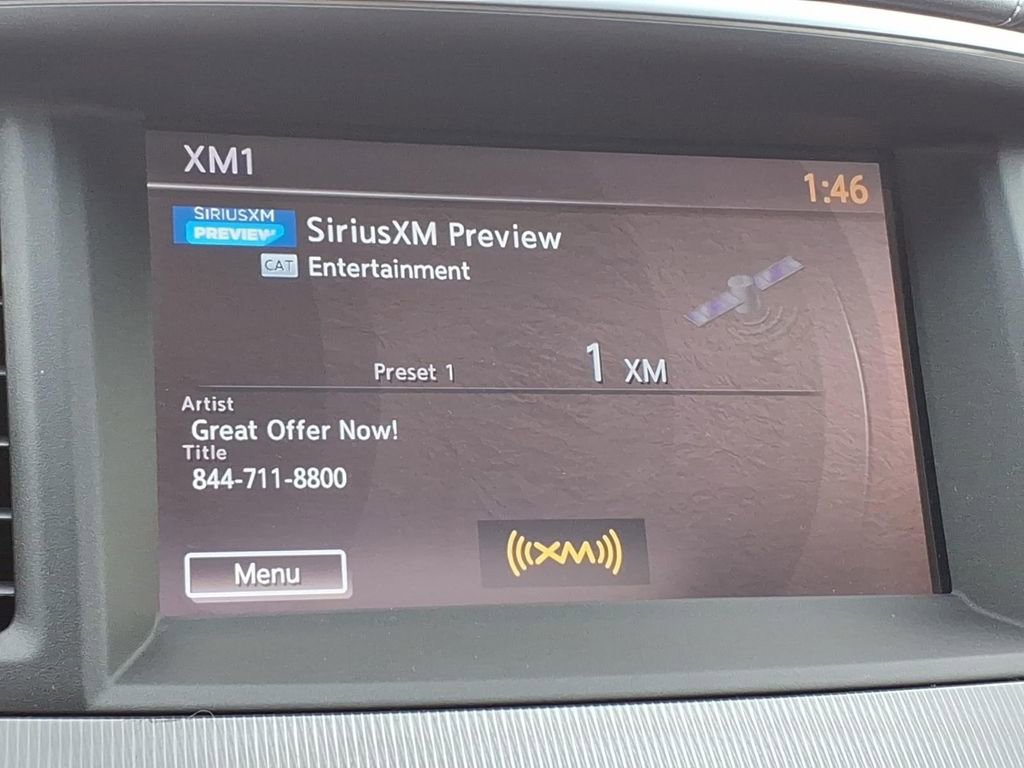 XM1
1:46
SIRIUSXM
PREVIEW
SiriusXM Preview
CAT Entertainment
Preset 1 1 XM
Artist
Great Offer Now!
Title
844-711-8800
Menu
XM